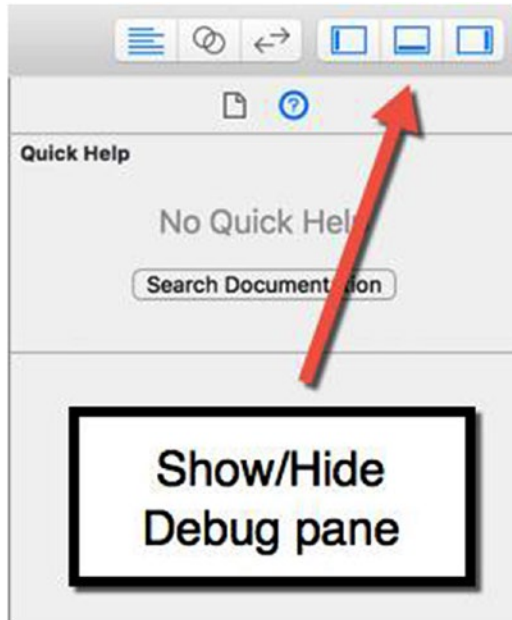 Quick Help
No Quick Help
Search Documentation
Show/Hide
Debug pane